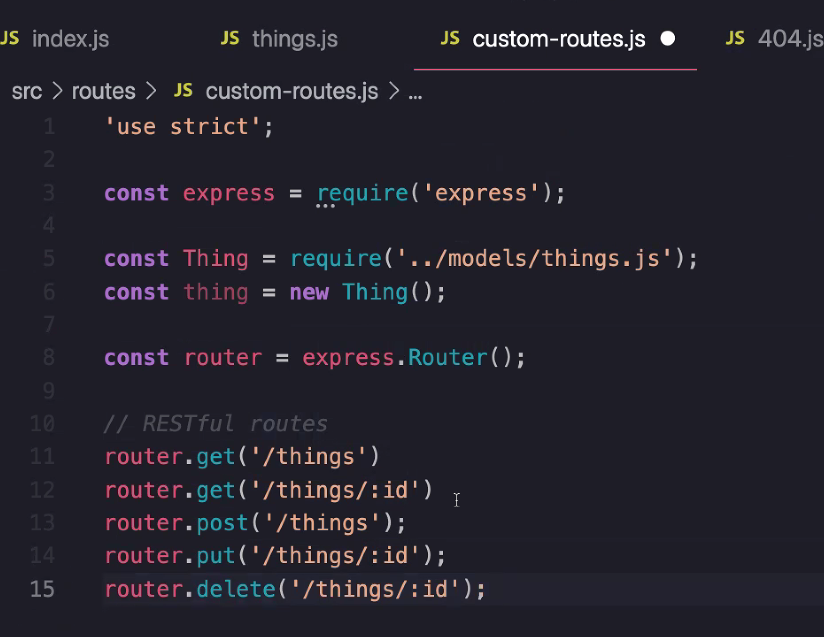 JS index.js JS things.js JS custom-routes.js JS 404.js
src > routes > JS custom-routes.js > ...
1 'use strict';
2
3 const express = require('express');
4
5 const Thing = require('../models/things.js');
6 const thing = new Thing();
7
8 const router = express.Router();
9
10 // RESTful routes
11 router.get('/things')
12 router.get('/things/:id')
13 router.post('/things');
14 router.put('/things/:id');
15 router.delete('/things/:id');